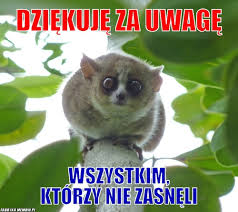 DZIĘKUJĘ ZA UWAGĘ
WSZYSTKIM,
KTÓRZY NIE ZASNĘLI